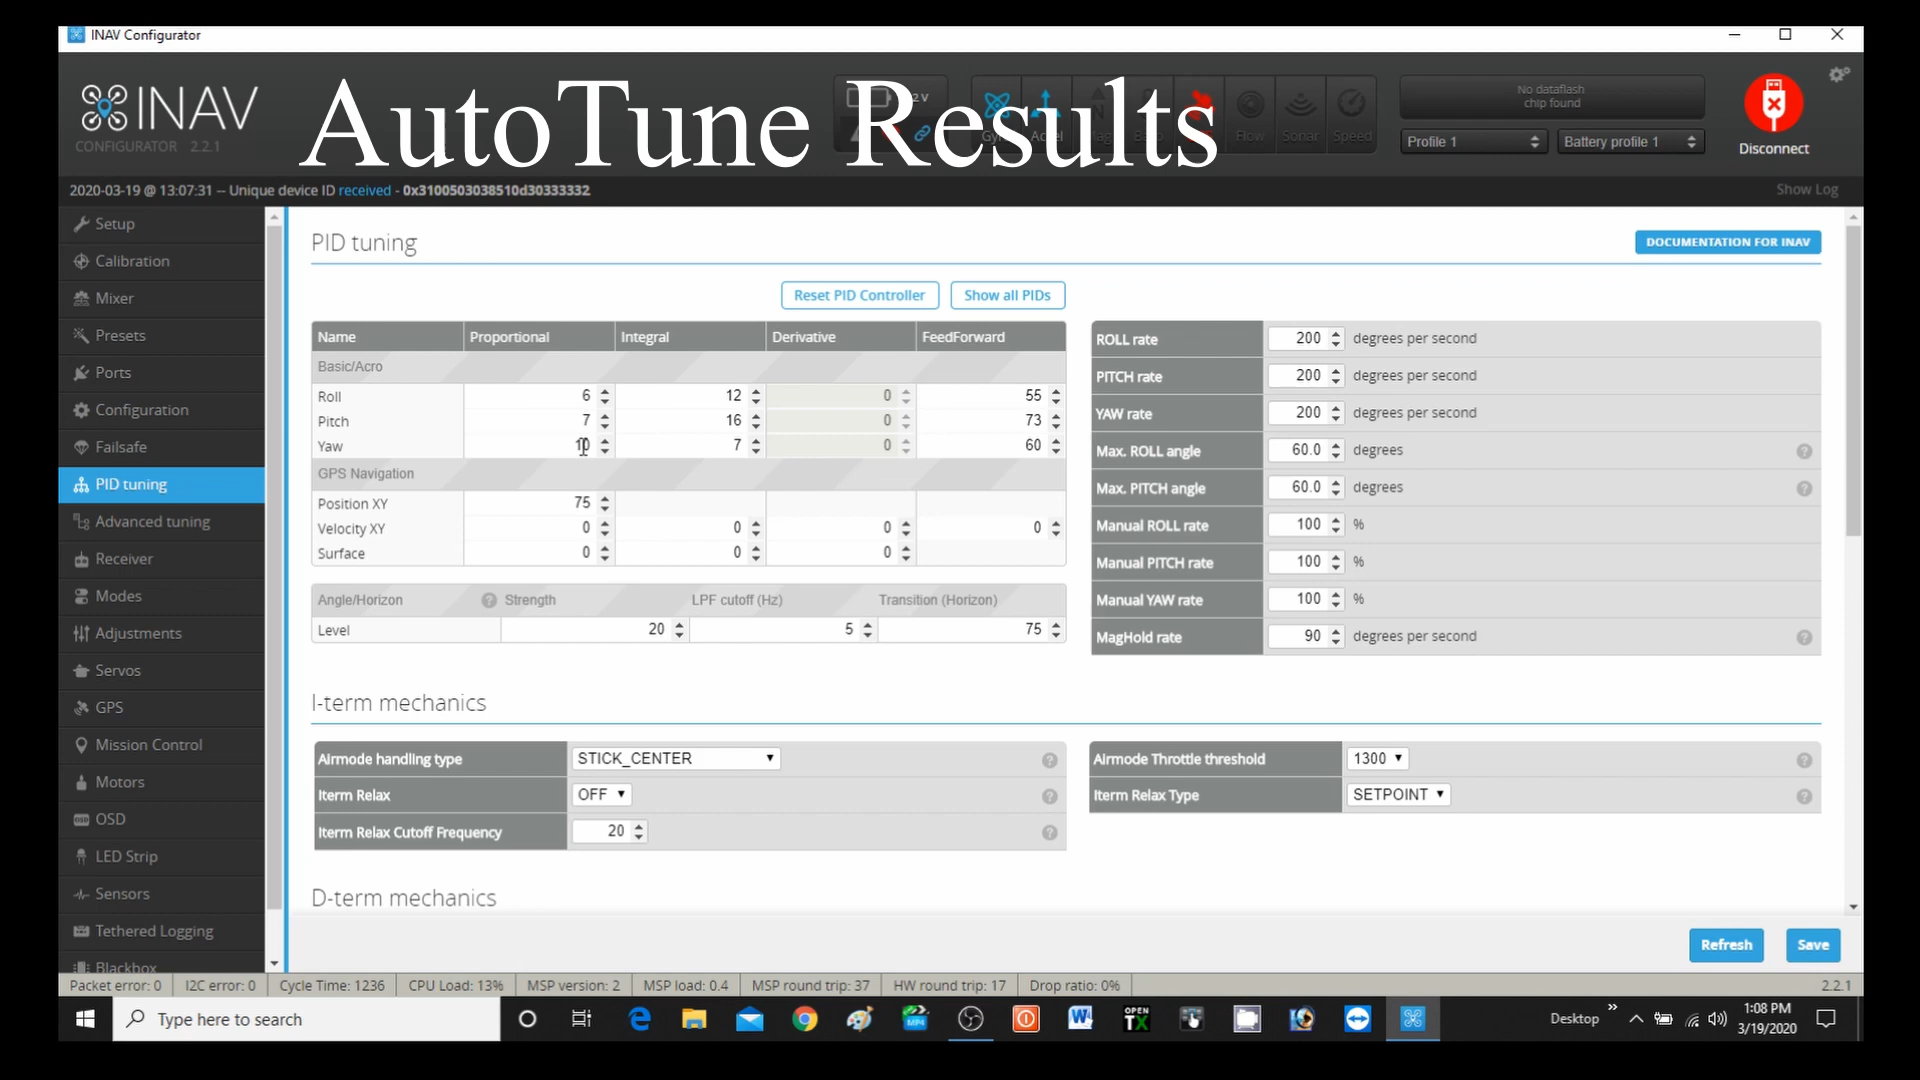 INAV Configurator
AutoTune Results
INAV
CONFIGURATOR 2.2.1
Flow Sonar Speed
No dataflash
chip found
Profile 1
Battery profile 1
Disconnect
2020-03-19 @ 13:07:31 -- Unique device ID received - 0x3100503038510d30333332
Show Log
Setup
Calibration
Mixer
Presets
Ports
Configuration
Failsafe
PID tuning
Advanced tuning
Receiver
Modes
Adjustments
Servos
GPS
Mission Control
Motors
OSD
LED Strip
Sensors
Tethered Logging
Blackbox
PID tuning
DOCUMENTATION FOR INAV
Reset PID Controller
Show all PIDs
Name Proportional Integral Derivative FeedForward
Basic/Acro
Roll 6 12 0 55
Pitch 7 16 0 73
Yaw 10 7 0 60
GPS Navigation
Position XY 75
Velocity XY 0 0 0 0
Surface 0 0 0
Angle/Horizon ? Strength LPF cutoff (Hz) Transition (Horizon)
Level 20 5 75
ROLL rate 200 degrees per second
PITCH rate 200 degrees per second
YAW rate 200 degrees per second
Max. ROLL angle 60.0 degrees ?
Max. PITCH angle 60.0 degrees ?
Manual ROLL rate 100 %
Manual PITCH rate 100 %
Manual YAW rate 100 %
MagHold rate 90 degrees per second ?
I-term mechanics
Airmode handling type STICK_CENTER ?
Iterm Relax OFF ?
Iterm Relax Cutoff Frequency 20 ?
Airmode Throttle threshold 1300 ?
Iterm Relax Type SETPOINT ?
D-term mechanics
Refresh
Save
Packet error: 0 I2C error: 0 Cycle Time: 1236 CPU Load: 13% MSP version: 2 MSP load: 0.4 MSP round trip: 37 HW round trip: 17 Drop ratio: 0% 2.2.1
Type here to search
Desktop
1:08 PM
3/19/2020